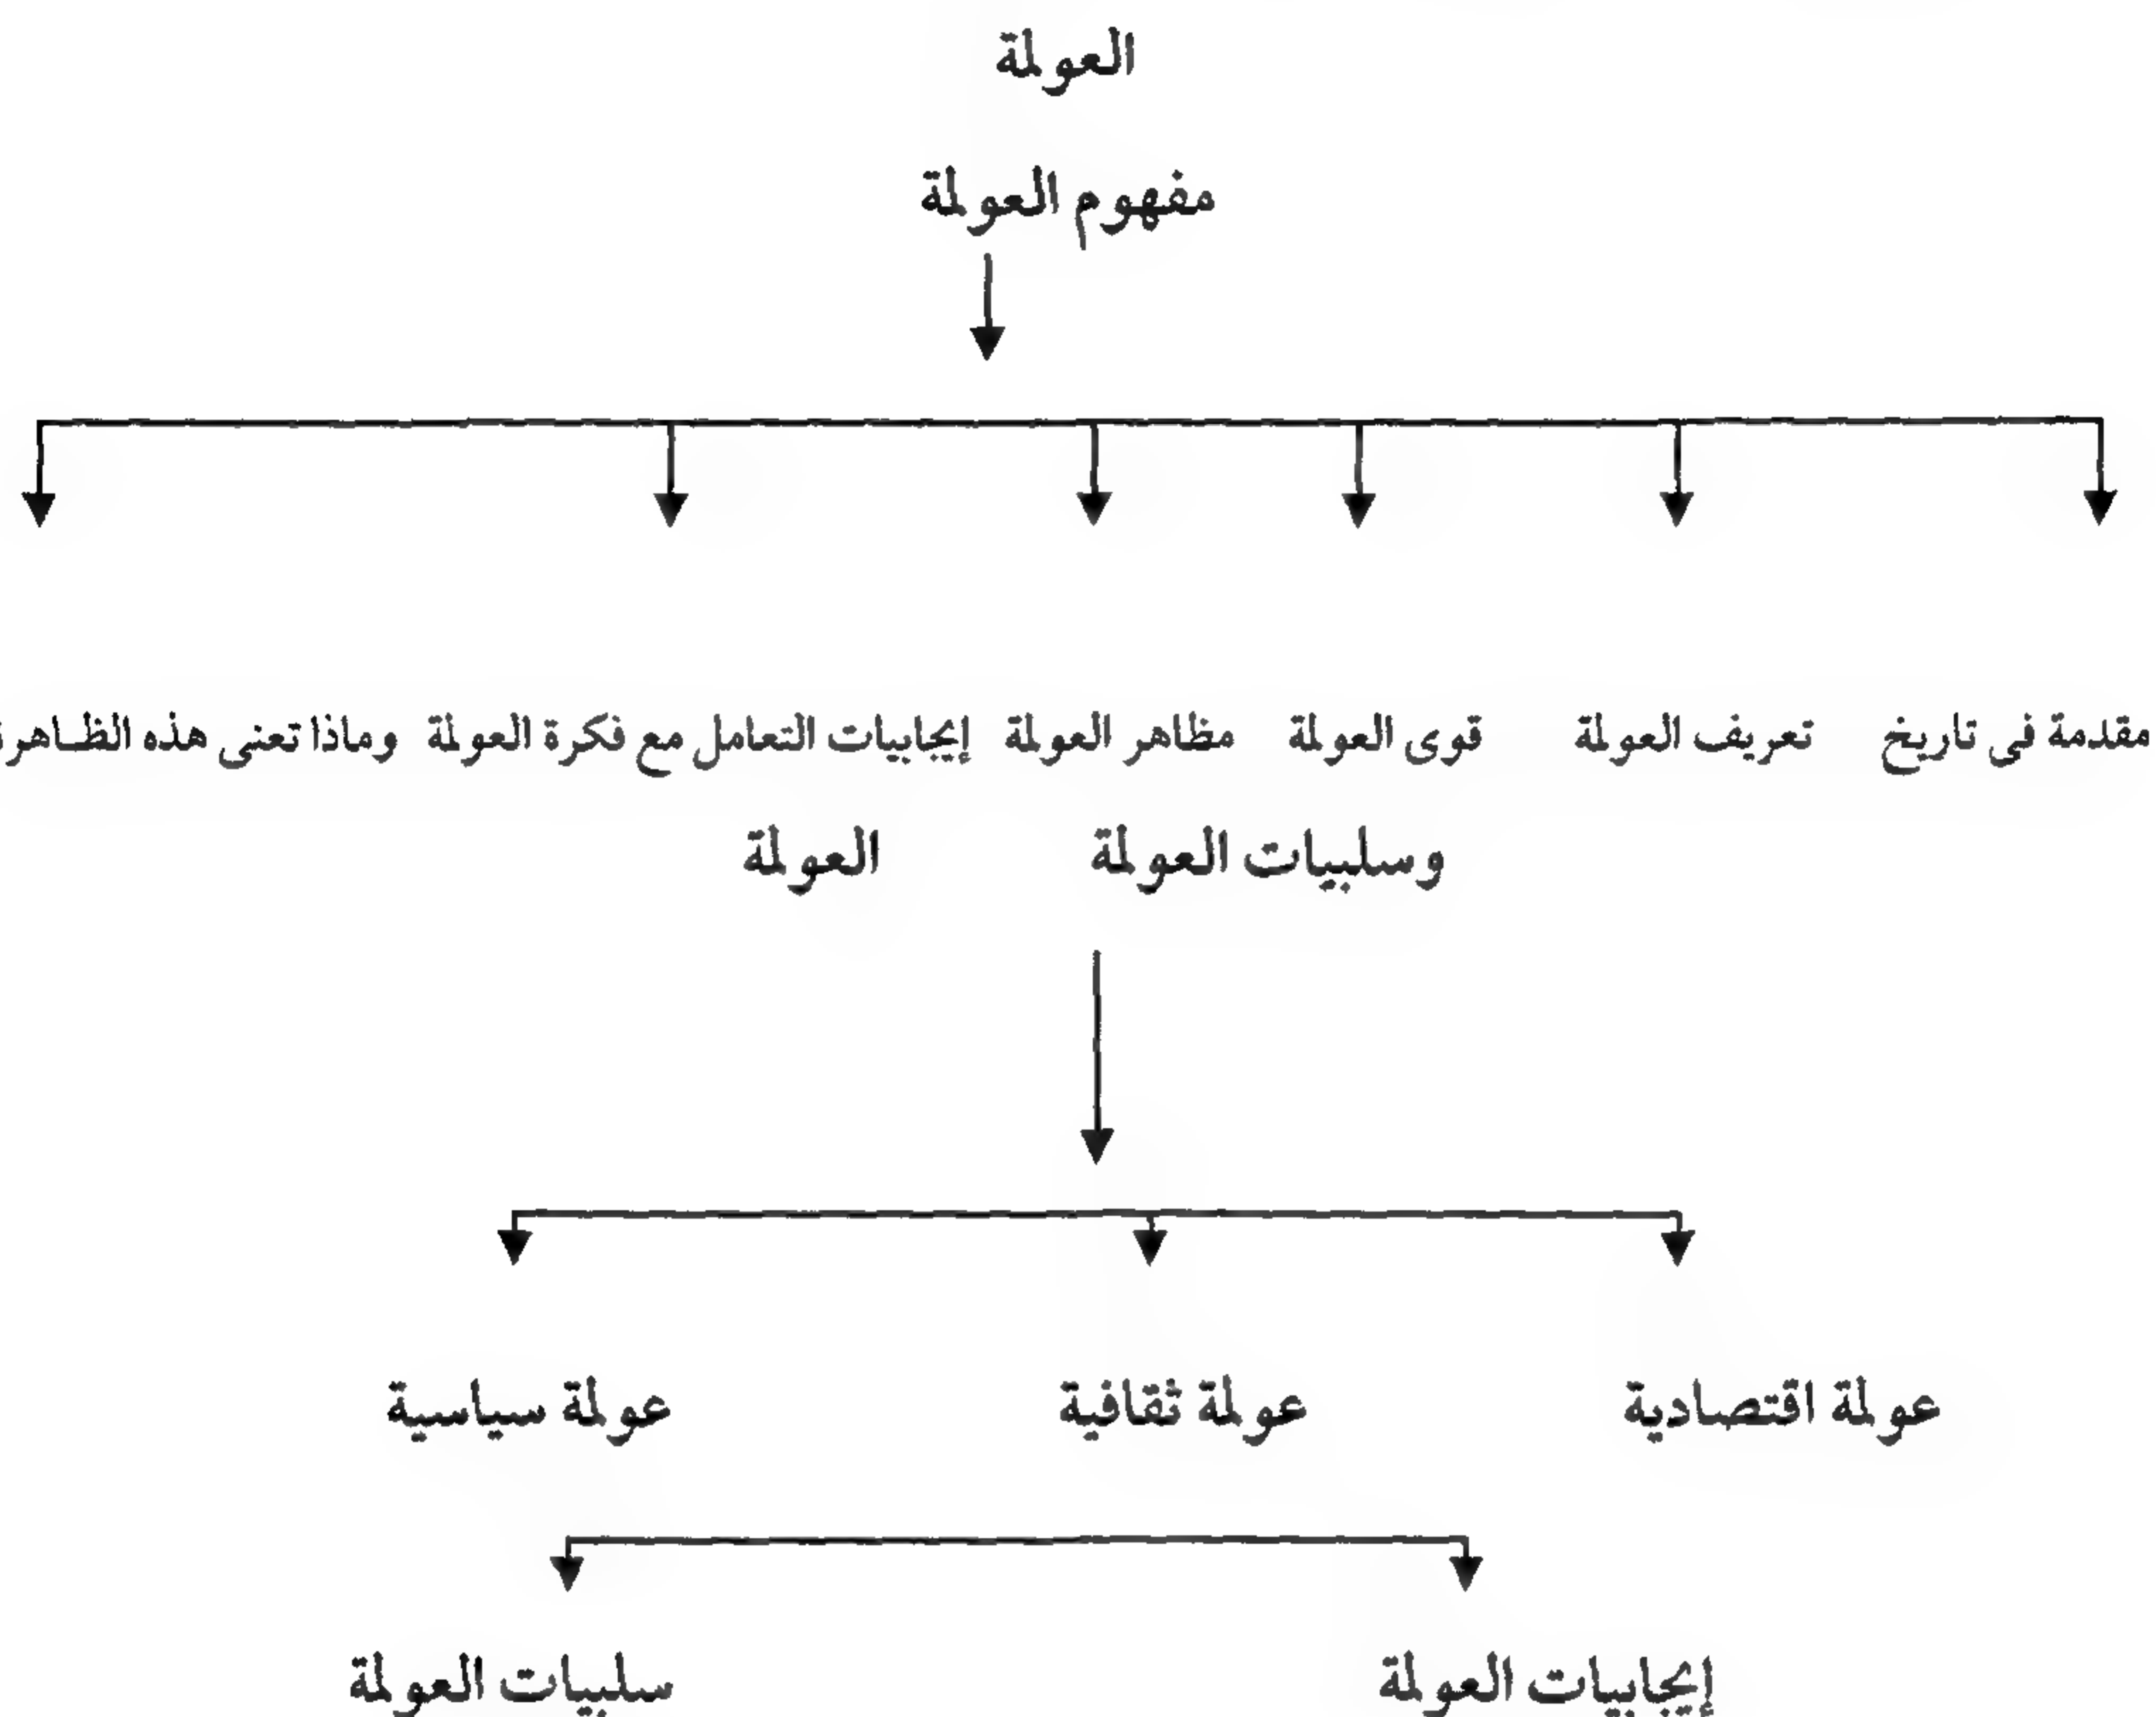 العولمة
مفهوم العولمة
مقدمة فى تاريخ تعريف العولمة قوى العولمة مظاهر العولمة إيجابيات التعامل مع فكرة العولمة وماذا تعنى هذه الظاهرة
وسلبيات العولمة العولمة
عولمة اقتصادية عولمة ثقافية عولمة سياسية
إيجابيات العولمة سلبيات العولمة